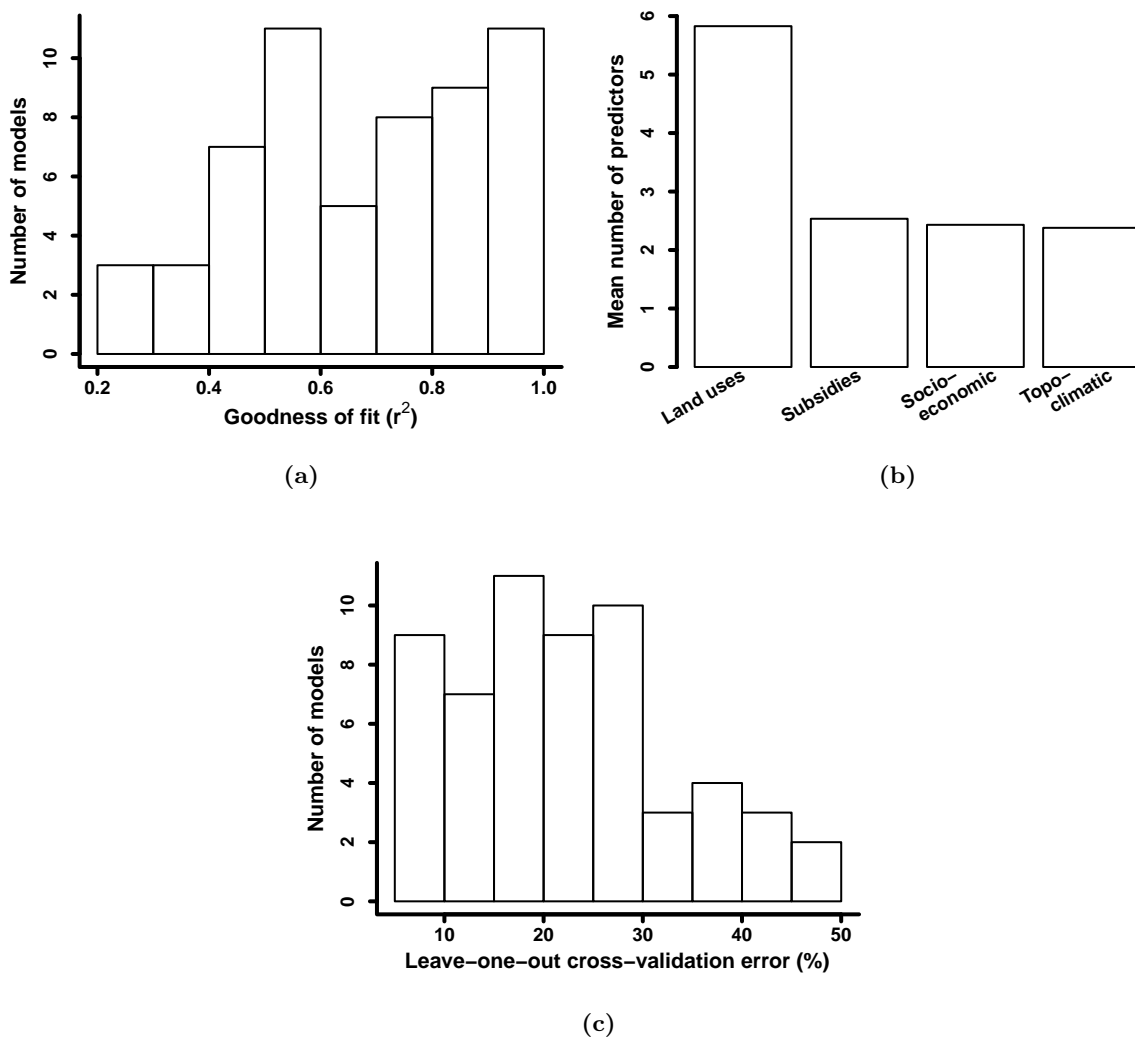 Number of models
0
2
4
6
8
10
0.2
0.4
0.6
0.8
1.0
Goodness of fit (r²)
(a)
Mean number of predictors
0
1
2
3
4
5
6
Land uses
Subsidies
Socio–
economic
Topo–
climatic
(b)
Number of models
0
2
4
6
8
10
10
20
30
40
50
Leave–one–out cross–validation error (%)
(c)